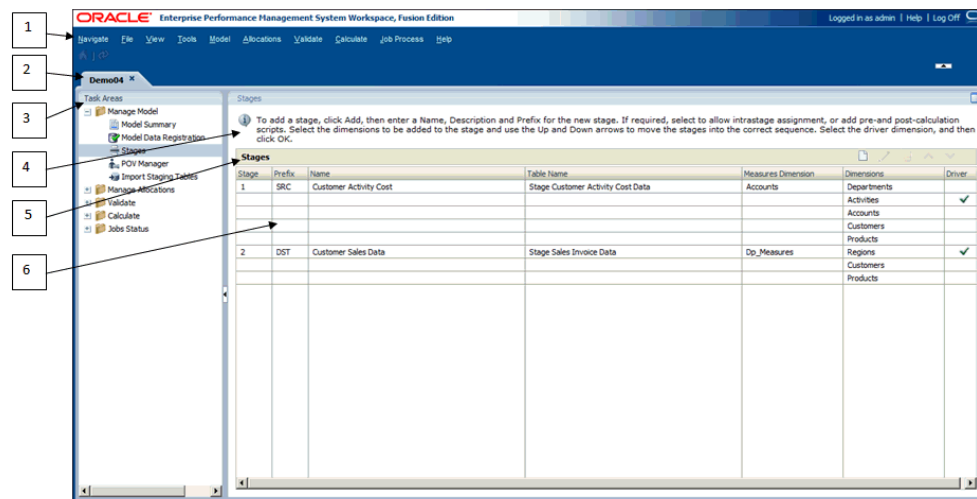 ORACLE Enterprise Performance Management System Workspace, Fusion Edition
Logged in as admin | Help | Log Off
1
Navigate File View Tools Model Allocations Validate Calculate Job Process Help
2
Demo04 ×
3
Task Areas
Manage Model
Model Summary
Model Data Registration
Stages
POV Manager
Import Staging Tables
Manage Allocations
Validate
Calculate
Jobs Status
4
5
6
Stages
To add a stage, click Add, then enter a Name, Description and Prefix for the new stage. If required, select to allow intrastage assignment, or add pre-and post-calculation
scripts. Select the dimensions to be added to the stage and use the Up and Down arrows to move the stages into the correct sequence. Select the driver dimension, and then
click OK.
Stages
Stage Prefix Name Table Name Measures Dimension Dimensions Driver
1 SRC Customer Activity Cost Stage Customer Activity Cost Data Accounts Departments
Activities
Accounts
Customers
Products
2 DST Customer Sales Data Stage Sales Invoice Data Dp_Measures Regions
Customers
Products